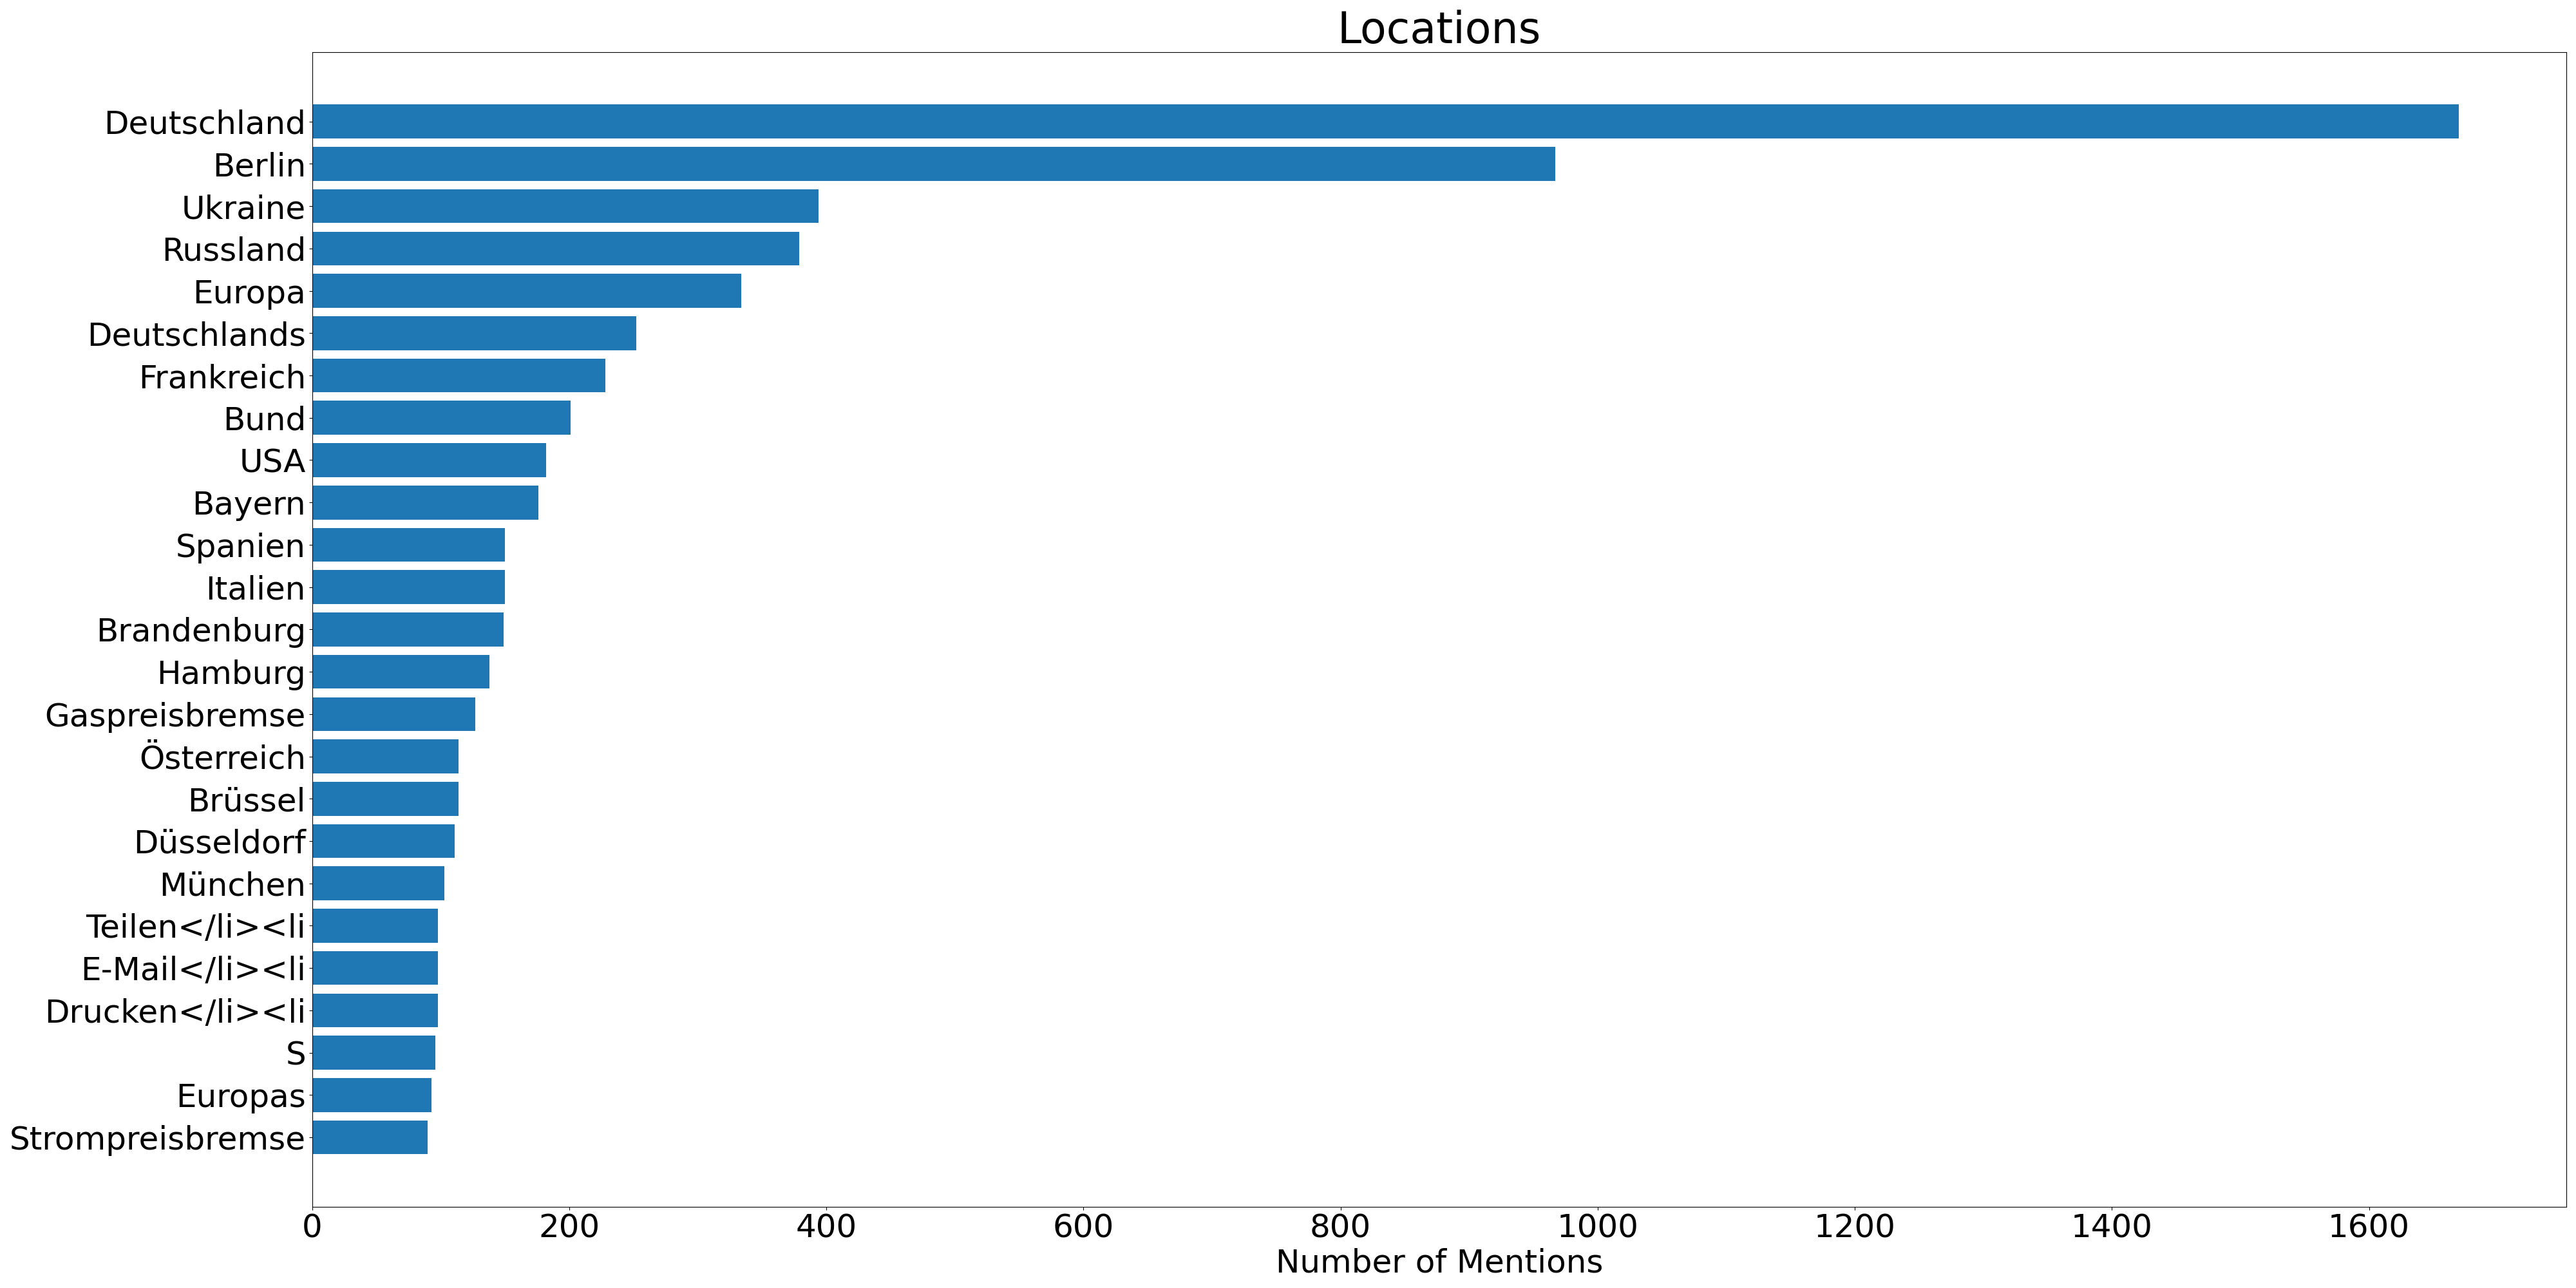 Locations
Deutschland
Berlin
Ukraine
Russland
Europa
Deutschlands
Frankreich
Bund
USA
Bayern
Spanien
Italien
Brandenburg
Hamburg
Gaspreisbremse
Österreich
Brüssel
Düsseldorf
München
Teilen</li><li
E-Mail</li><li
Drucken</li><li
S
Europas
Strompreisbremse
0 200 400 600 800 1000 1200 1400 1600
Number of Mentions